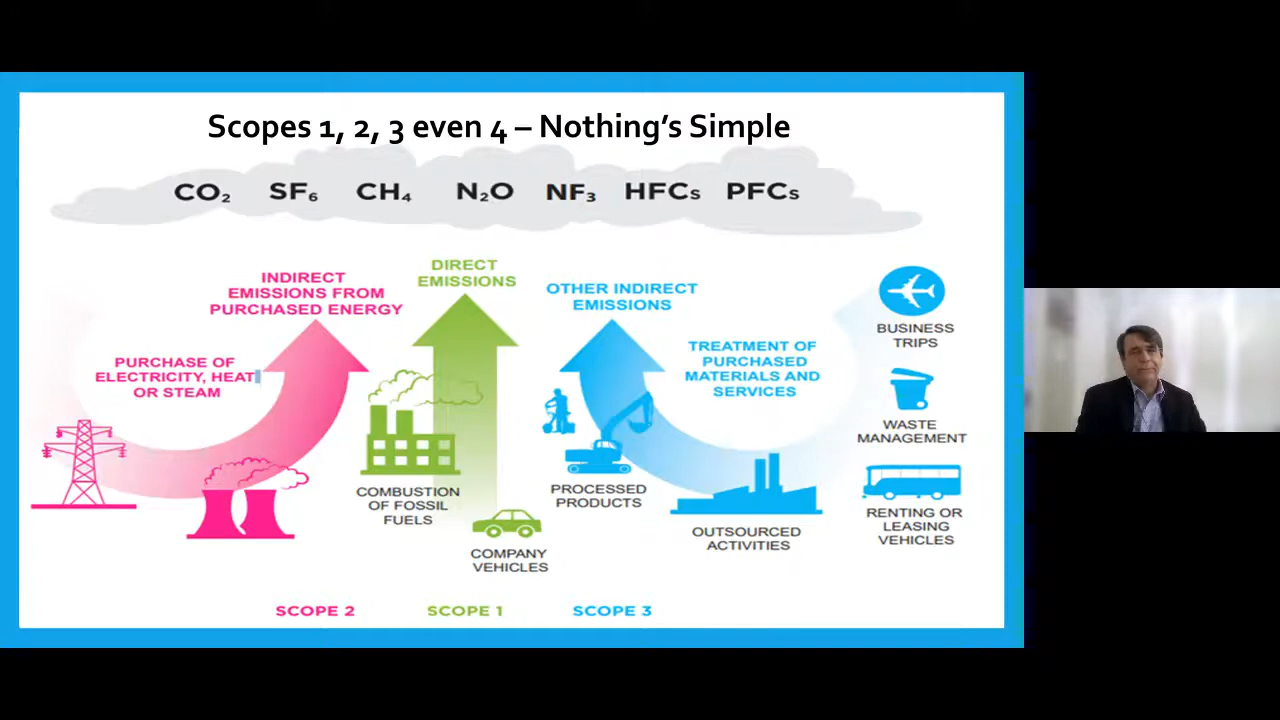 Scopes 1, 2, 3 even 4 – Nothing's Simple
CO₂ SF₆ CH₄ N₂O NF₃ HFCs PFCs
INDIRECT
EMISSIONS FROM
PURCHASED ENERGY
DIRECT
EMISSIONS
OTHER INDIRECT
EMISSIONS
PURCHASE OF
ELECTRICITY, HEAT
OR STEAM
TREATMENT OF
PURCHASED
MATERIALS AND
SERVICES
BUSINESS
TRIPS
WASTE
MANAGEMENT
COMBUSTION
OF FOSSIL
FUELS
COMPANY
VEHICLES
PROCESSED
PRODUCTS
OUTSOURCED
ACTIVITIES
RENTING OR
LEASING
VEHICLES
SCOPE 2
SCOPE 1
SCOPE 3